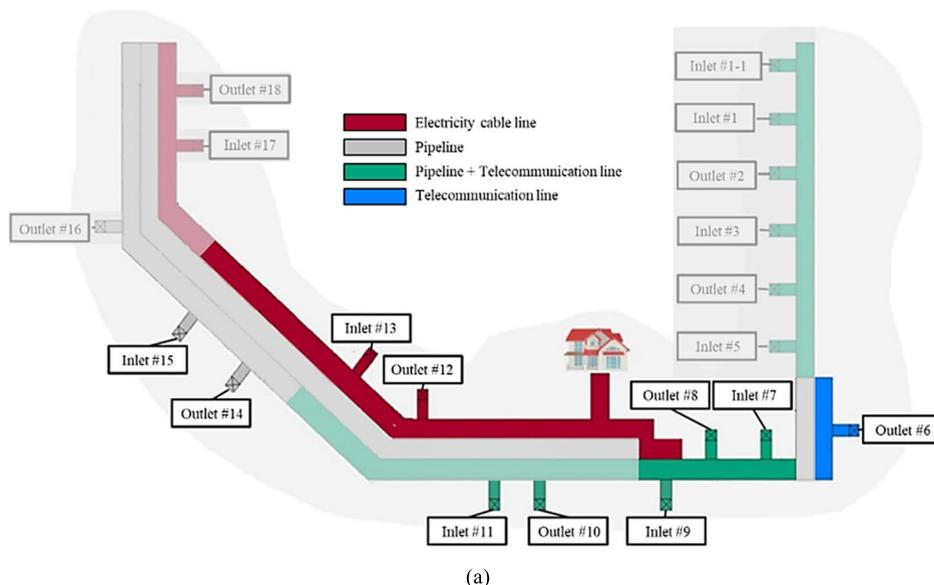 Outlet #18
Inlet #17
Outlet #16
Inlet #15
Outlet #14
Inlet #13
Outlet #12
Inlet #11
Outlet #10
Inlet #9
Outlet #8
Inlet #7
Outlet #6
Inlet #1-1
Inlet #1
Outlet #2
Inlet #3
Outlet #4
Inlet #5
Electricity cable line
Pipeline
Pipeline + Telecommunication line
Telecommunication line
(a)